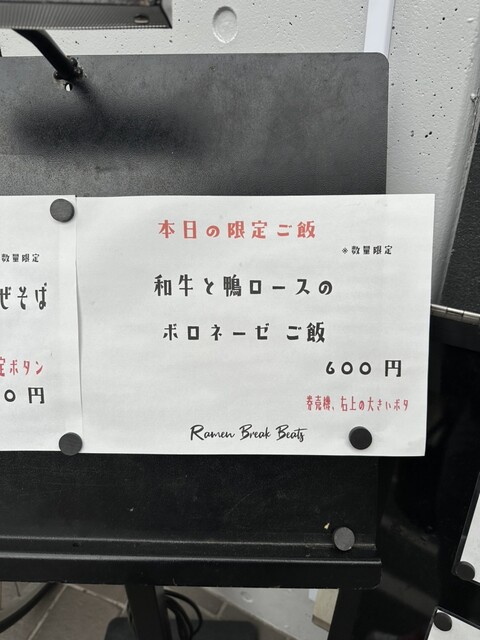 数量限定
ぜそば
定ボタン
0 円
本日の限定ご飯
*数量限定
和牛と鴨ロースの
ボロネーゼ ご飯
600 円
券売機、右上の大きいボタ
Ramen Break Beats